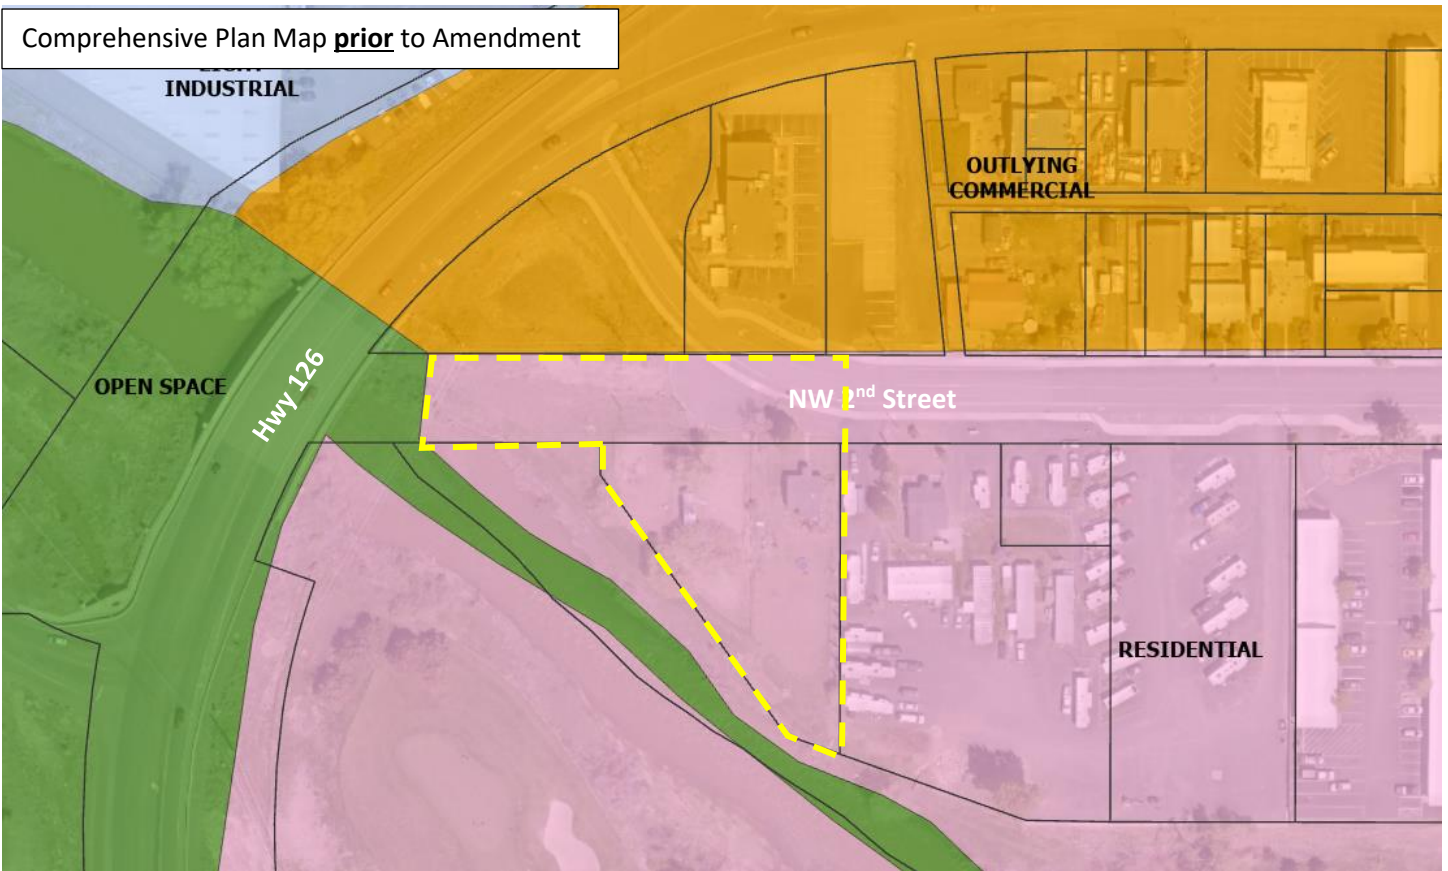 Comprehensive Plan Map prior to Amendment
INDUSTRIAL
OUTLYING
COMMERCIAL
OPEN SPACE
Hwy 126
NW 2nd Street
RESIDENTIAL